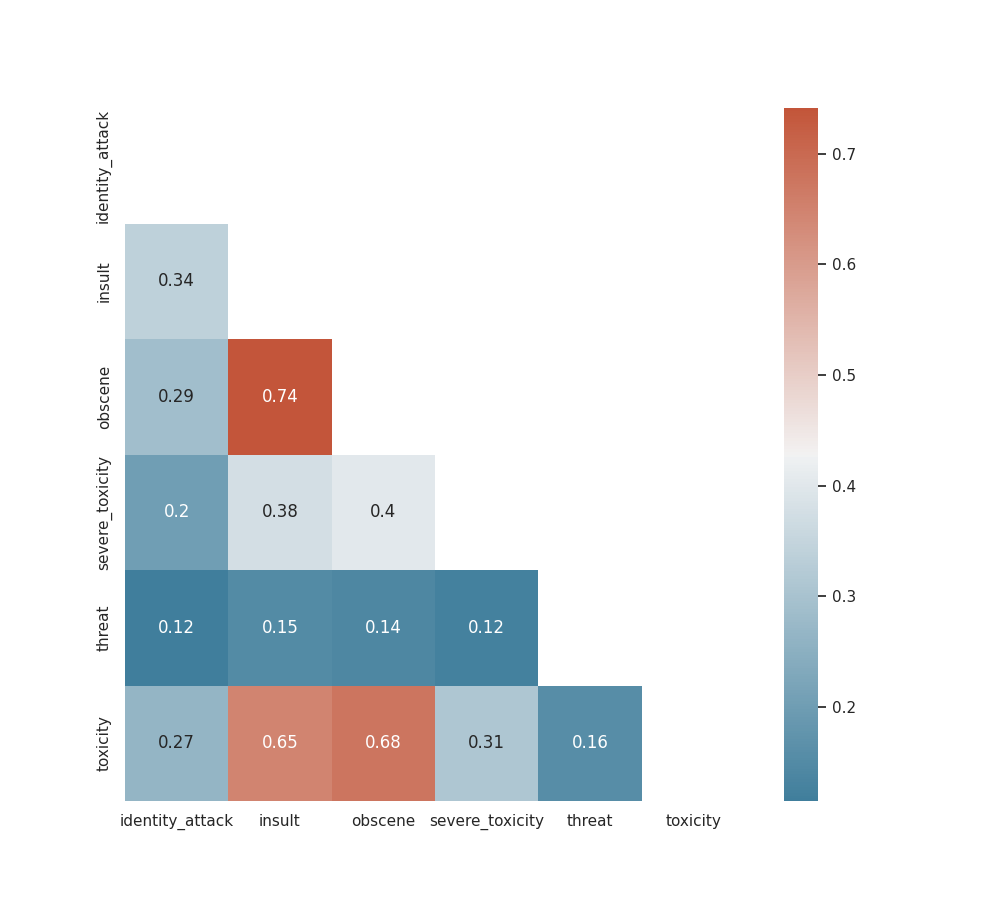 identity_attack
insult
0.34
obscene
0.29 0.74
severe_toxicity
0.2 0.38 0.4
threat
0.12 0.15 0.14 0.12
toxicity
0.27 0.65 0.68 0.31 0.16
identity_attack insult obscene severe_toxicity threat toxicity
0.7
0.6
0.5
0.4
0.3
0.2